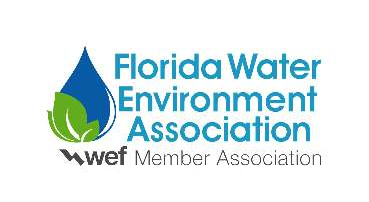 Florida Water
Environment
Association
wef Member Association